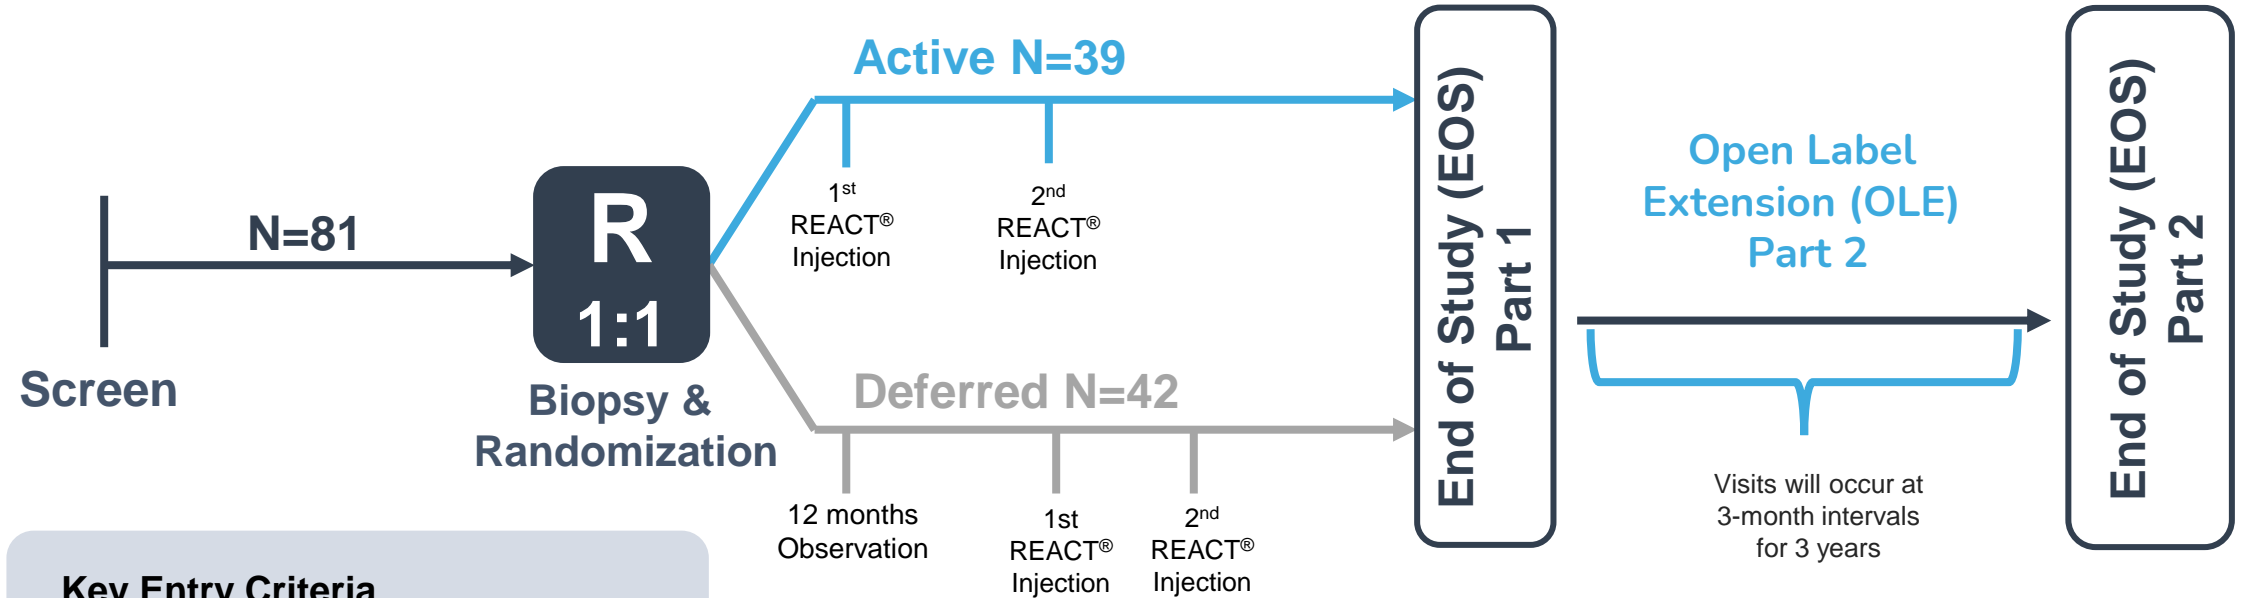 Screen
N=81
R
1:1
Biopsy &
Randomization
Active N=39
1st
REACT®
Injection
2nd
REACT®
Injection
Deferred N=42
12 months
Observation
1st
REACT®
Injection
2nd
REACT®
Injection
End of Study (EOS)
Part 1
Open Label
Extension (OLE)
Part 2
Visits will occur at
3-month intervals
for 3 years
End of Study (EOS)
Part 2
Key Entry Criteria